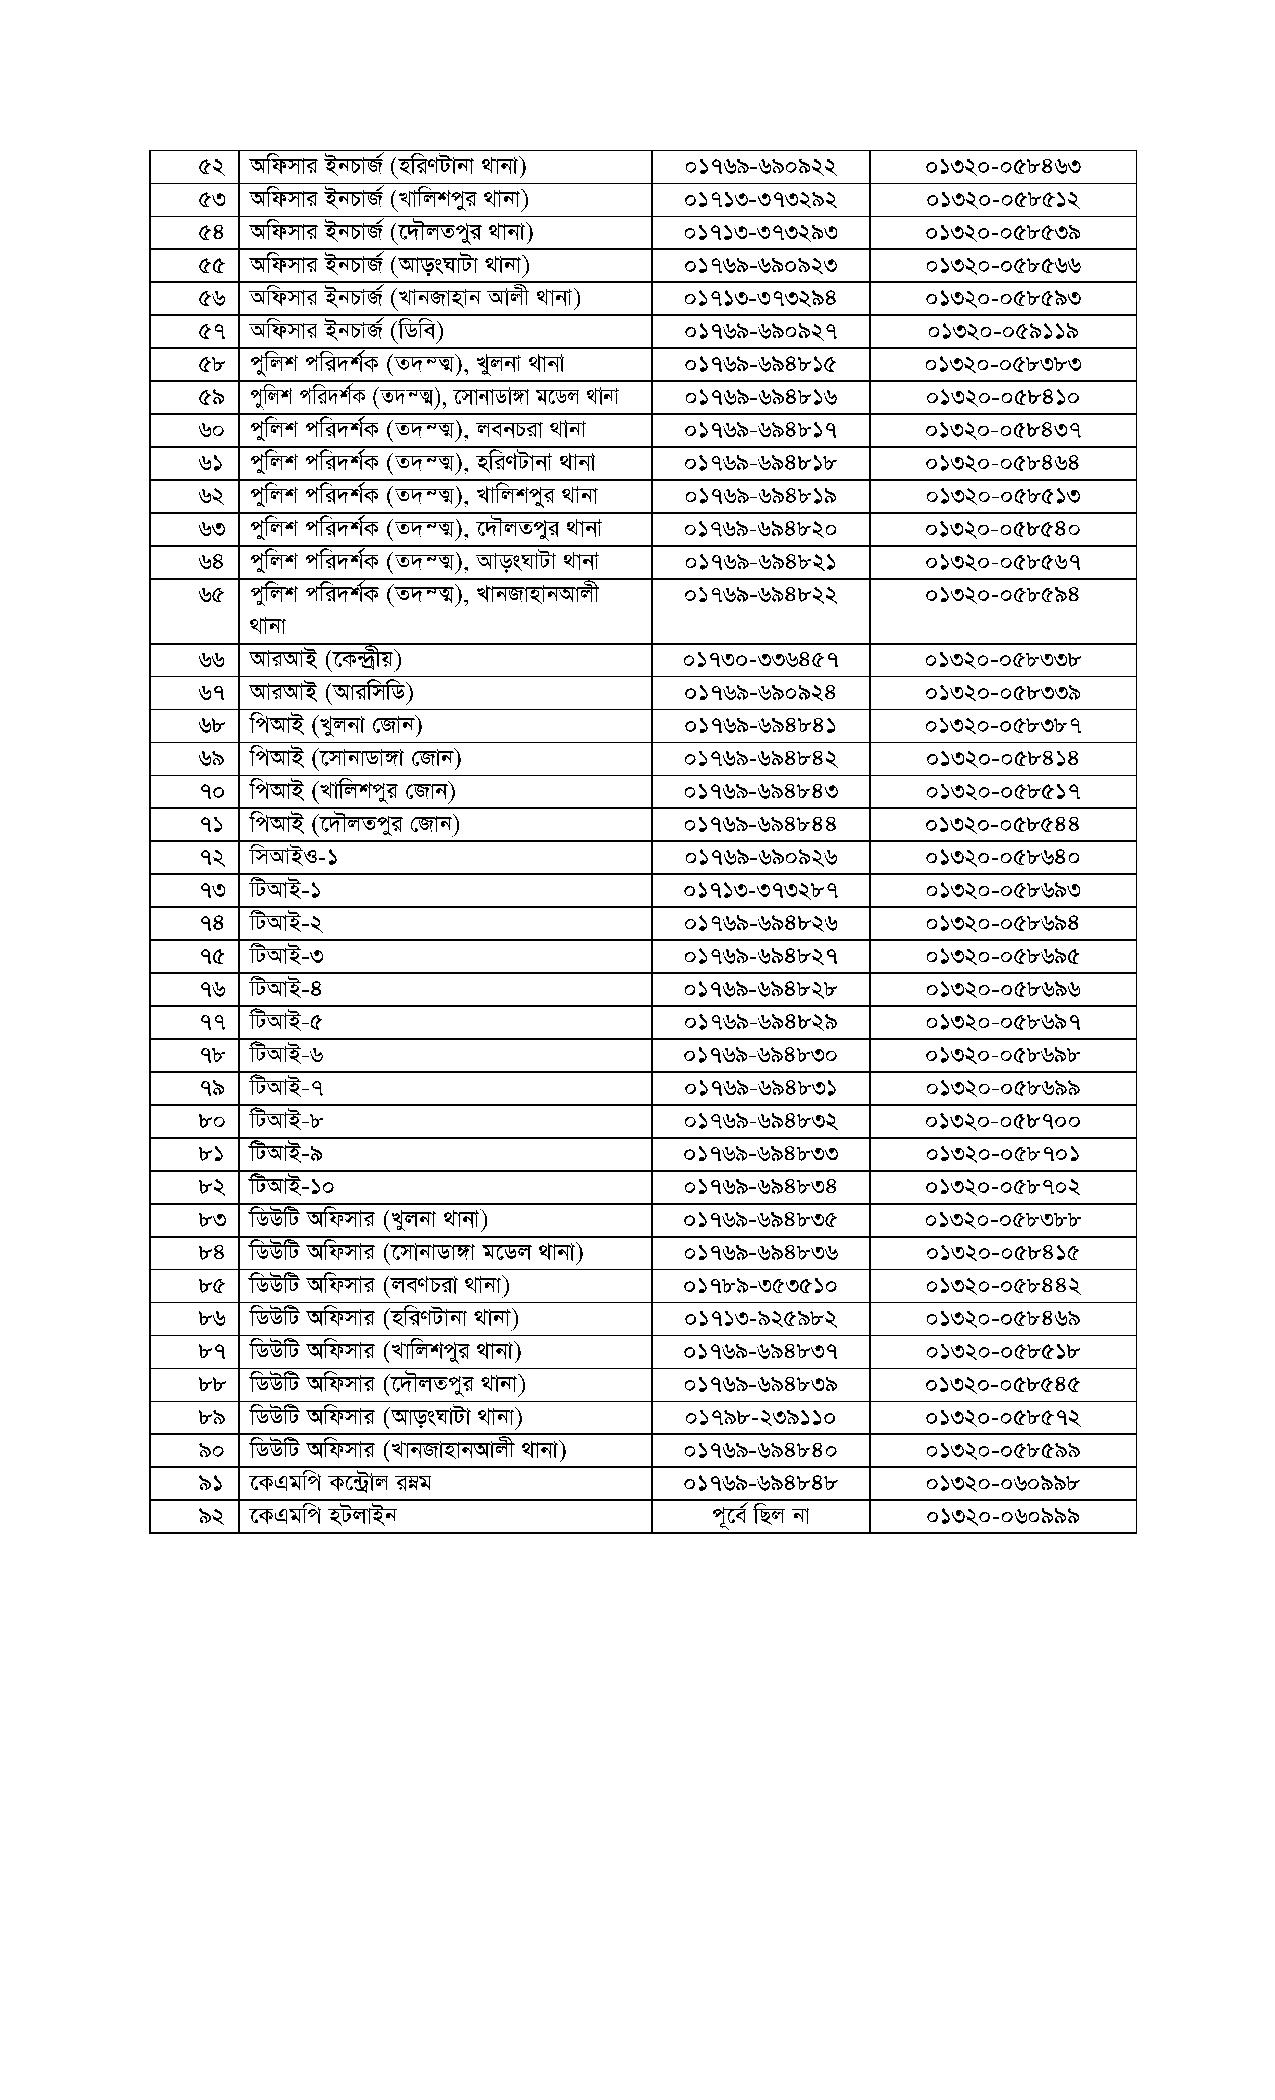 ৫২ অফিসার ইনচার্জ (হরিণটানা থানা) ০১৭৬৯-৬৯০৯২২ ০১৩২০-০৫৮৪৬৩
৫৩ অফিসার ইনচার্জ (খালিশপুর থানা) ০১৭১৩-৩৭৩২৯২ ০১৩২০-০৫৮৫১২
৫৪ অফিসার ইনচার্জ (দৌলতপুর থানা) ০১৭১৩-৩৭৩২৯৩ ০১৩২০-০৫৮৫৩৯
৫৫ অফিসার ইনচার্জ (আড়ংঘাটা থানা) ০১৭৬৯-৬৯০৯২৩ ০১৩২০-০৫৮৫৬৬
৫৬ অফিসার ইনচার্জ (খানজাহান আলী থানা) ০১৭১৩-৩৭৩২৯৪ ০১৩২০-০৫৮৫৯৩
৫৭ অফিসার ইনচার্জ (ডিবি) ০১৭৬৯-৬৯০৯২৭ ০১৩২০-০৫৯১১৯
৫৮ পুলিশ পরিদর্শক (তদমত্ম), খুলনা থানা ০১৭৬৯-৬৯৪৮১৫ ০১৩২০-০৫৮৩৮৩
৫৯ পুলিশ পরিদর্শক (তদমত্ম), সোনাডাঙ্গা মডেল থানা ০১৭৬৯-৬৯৪৮১৬ ০১৩২০-০৫৮৪১০
৬০ পুলিশ পরিদর্শক (তদমত্ম), লবনচরা থানা ০১৭৬৯-৬৯৪৮১৭ ০১৩২০-০৫৮৪৩৭
৬১ পুলিশ পরিদর্শক (তদমত্ম), হরিণটানা থানা ০১৭৬৯-৬৯৪৮১৮ ০১৩২০-০৫৮৪৬৪
৬২ পুলিশ পরিদর্শক (তদমত্ম), খালিশপুর থানা ০১৭৬৯-৬৯৪৮১৯ ০১৩২০-০৫৮৫১৩
৬৩ পুলিশ পরিদর্শক (তদমত্ম), দৌলতপুর থানা ০১৭৬৯-৬৯৪৮২০ ০১৩২০-০৫৮৫৪০
৬৪ পুলিশ পরিদর্শক (তদমত্ম), আড়ংঘাটা থানা ০১৭৬৯-৬৯৪৮২১ ০১৩২০-০৫৮৫৬৭
৬৫ পুলিশ পরিদর্শক (তদমত্ম), খানজাহানআলী ০১৭৬৯-৬৯৪৮২২ ০১৩২০-০৫৮৫৯৪
থানা
৬৬ আরআই (কেন্দ্রীয়) ০১৭৩০-৩৩৬৪৫৭ ০১৩২০-০৫৮৩৩৮
৬৭ আরআই (আরসিডি) ০১৭৬৯-৬৯০৯২৪ ০১৩২০-০৫৮৩৩৯
৬৮ পিআই (খুলনা জোন) ০১৭৬৯-৬৯৪৮৪১ ০১৩২০-০৫৮৩৮৭
৬৯ পিআই (সোনাডাঙ্গা জোন) ০১৭৬৯-৬৯৪৮৪২ ০১৩২০-০৫৮৪১৪
৭০ পিআই (খালিশপুর জোন) ০১৭৬৯-৬৯৪৮৪৩ ০১৩২০-০৫৮৫১৭
৭১ পিআই (দৌলতপুর জোন) ০১৭৬৯-৬৯৪৮৪৪ ০১৩২০-০৫৮৫৪৪
৭২ সিআইও-১ ০১৭৬৯-৬৯০৯২৬ ০১৩২০-০৫৮৬৪০
৭৩ টিআই-১ ০১৭১৩-৩৭৩২৮৭ ০১৩২০-০৫৮৬৯৩
৭৪ টিআই-২ ০১৭৬৯-৬৯৪৮২৬ ০১৩২০-০৫৮৬৯৪
৭৫ টিআই-৩ ০১৭৬৯-৬৯৪৮২৭ ০১৩২০-০৫৮৬৯৫
৭৬ টিআই-৪ ০১৭৬৯-৬৯৪৮২৮ ০১৩২০-০৫৮৬৯৬
৭৭ টিআই-৫ ০১৭৬৯-৬৯৪৮২৯ ০১৩২০-০৫৮৬৯৭
৭৮ টিআই-৬ ০১৭৬৯-৬৯৪৮৩০ ০১৩২০-০৫৮৬৯৮
৭৯ টিআই-৭ ০১৭৬৯-৬৯৪৮৩১ ০১৩২০-০৫৮৬৯৯
৮০ টিআই-৮ ০১৭৬৯-৬৯৪৮৩২ ০১৩২০-০৫৮৭০০
৮১ টিআই-৯ ০১৭৬৯-৬৯৪৮৩৩ ০১৩২০-০৫৮৭০১
৮২ টিআই-১০ ০১৭৬৯-৬৯৪৮৩৪ ০১৩২০-০৫৮৭০২
৮৩ ডিউটি অফিসার (খুলনা থানা) ০১৭৬৯-৬৯৪৮৩৫ ০১৩২০-০৫৮৩৮৮
৮৪ ডিউটি অফিসার (সোনাডাঙ্গা মডেল থানা) ০১৭৬৯-৬৯৪৮৩৬ ০১৩২০-০৫৮৪১৫
৮৫ ডিউটি অফিসার (লবণচরা থানা) ০১৭৮৯-৩৫৩৫১০ ০১৩২০-০৫৮৪৪২
৮৬ ডিউটি অফিসার (হরিণটানা থানা) ০১৭১৩-৯২৫৯৮২ ০১৩২০-০৫৮৪৬৯
৮৭ ডিউটি অফিসার (খালিশপুর থানা) ০১৭৬৯-৬৯৪৮৩৭ ০১৩২০-০৫৮৫১৮
৮৮ ডিউটি অফিসার (দৌলতপুর থানা) ০১৭৬৯-৬৯৪৮৩৯ ০১৩২০-০৫৮৫৪৫
৮৯ ডিউটি অফিসার (আড়ংঘাটা থানা) ০১৭৯৮-২৩৯১১০ ০১৩২০-০৫৮৫৭২
৯০ ডিউটি অফিসার (খানজাহানআলী থানা) ০১৭৬৯-৬৯৪৮৪০ ০১৩২০-০৫৮৫৯৯
৯১ কেএমপি কন্ট্রোল রম্নম ০১৭৬৯-৬৯৪৮৪৮ ০১৩২০-০৬০৯৯৮
৯২ কেএমপি হটলাইন পূর্বে ছিল না ০১৩২০-০৬০৯৯৯